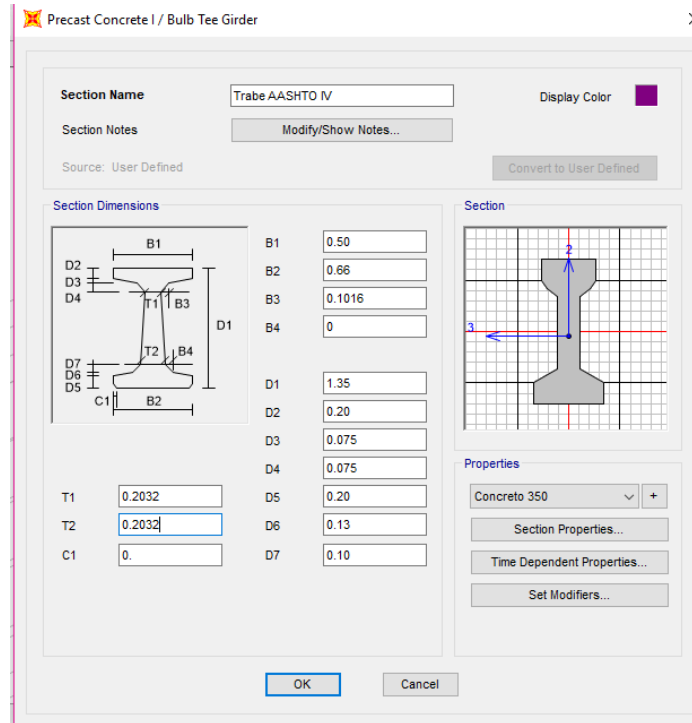 Precast Concrete I / Bulb Tee Girder
Section Name Trabe AASHTO IV Display Color
Section Notes Modify/Show Notes...
Source: User Defined Convert to User Defined
Section Dimensions
B1
D2
D3
D4
T1 B3
D1
T2 B4
D7
D6
D5
C1 B2
B1 0.50
B2 0.66
B3 0.1016
B4 0
D1 1.35
D2 0.20
D3 0.075
D4 0.075
D5 0.20
D6 0.13
D7 0.10
T1 0.2032
T2 0.2032
C1 0.
Section
2
3
Properties
Concreto 350 +
Section Properties...
Time Dependent Properties...
Set Modifiers...
OK Cancel